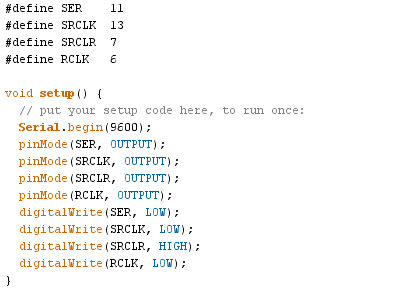 #define SER    11
#define SRCLK  13
#define SRCLR  7
#define RCLK   6

void setup() {
  // put your setup code here, to run once:
  Serial.begin(9600);
  pinMode(SER, OUTPUT);
  pinMode(SRCLK, OUTPUT);
  pinMode(SRCLR, OUTPUT);
  pinMode(RCLK, OUTPUT);
  digitalWrite(SER, LOW);
  digitalWrite(SRCLK, LOW);
  digitalWrite(SRCLR, HIGH);
  digitalWrite(RCLK, LOW);
}